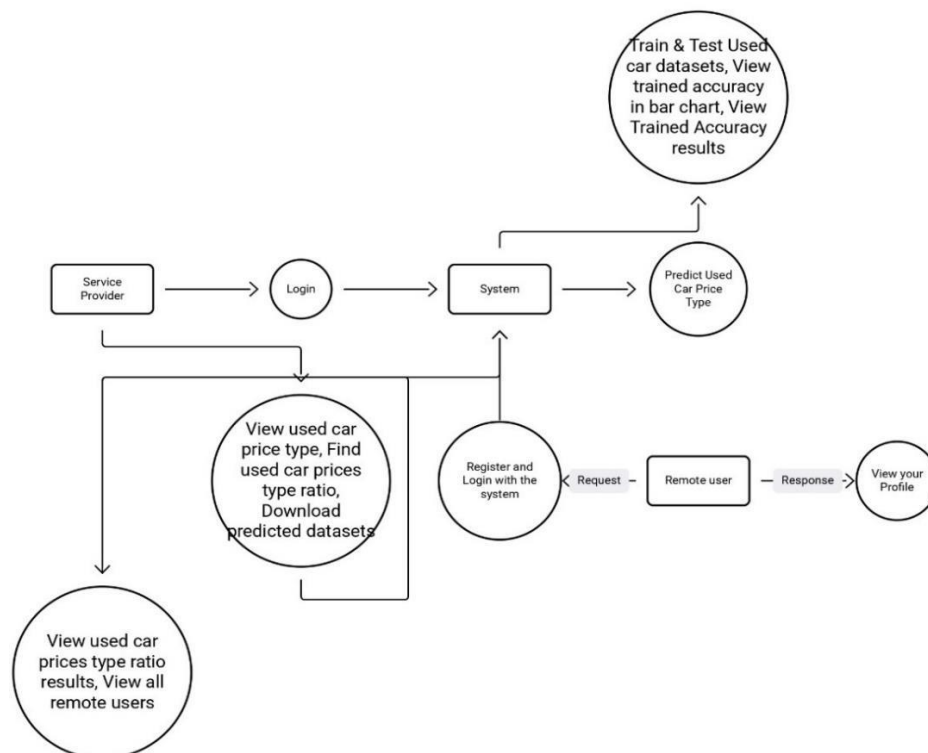 Train & Test Used
car datasets, View
trained accuracy
in bar chart, View
Trained Accuracy
results
Service
Provider
Login
System
Predict Used
Car Price
Type
View used car
price type, Find
used car prices
type ratio,
Download
predicted datasets
Register and
Login with the
system
Request
Remote user
Response
View your
Profile
View used car
prices type ratio
results, View all
remote users